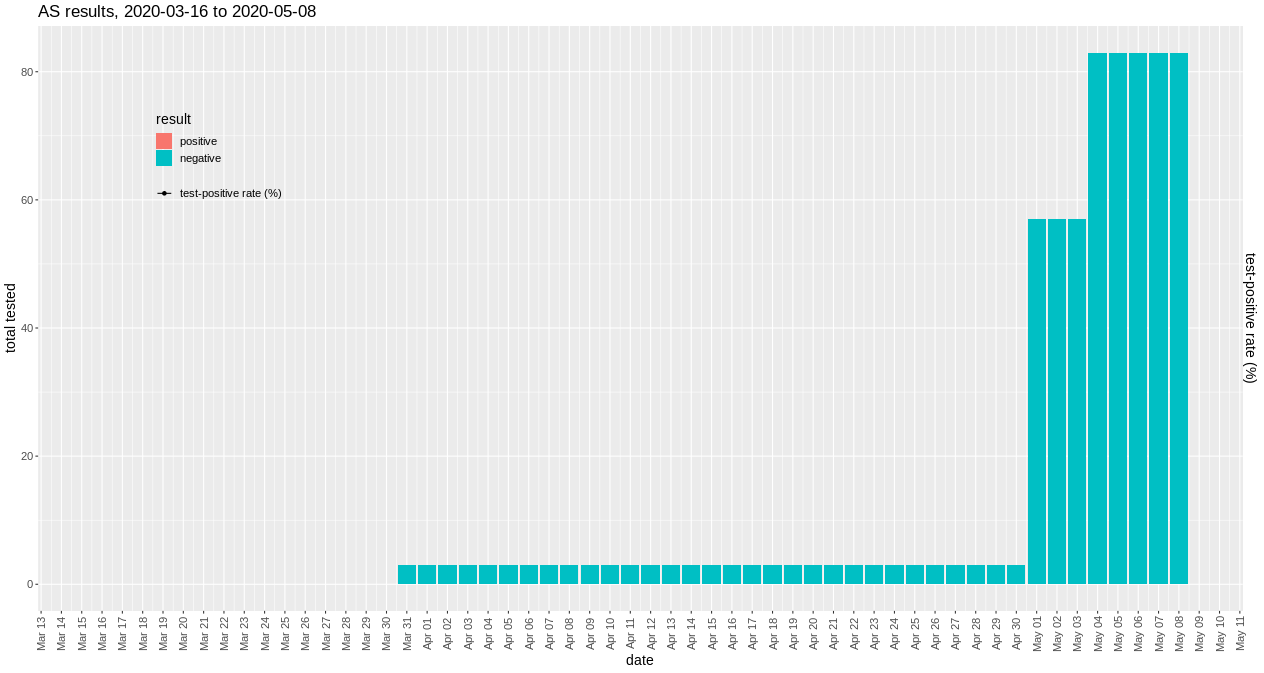 AS results, 2020-03-16 to 2020-05-08
80
60
40
20
0
total tested
result
positive
negative
test-positive rate (%)
test-positive rate (%)
Mar 13
Mar 14
Mar 15
Mar 16
Mar 17
Mar 18
Mar 19
Mar 20
Mar 21
Mar 22
Mar 23
Mar 24
Mar 25
Mar 26
Mar 27
Mar 28
Mar 29
Mar 30
Mar 31
Apr 01
Apr 02
Apr 03
Apr 04
Apr 05
Apr 06
Apr 07
Apr 08
Apr 09
Apr 10
Apr 11
Apr 12
Apr 13
Apr 14
Apr 15
Apr 16
Apr 17
Apr 18
Apr 19
Apr 20
Apr 21
Apr 22
Apr 23
Apr 24
Apr 25
Apr 26
Apr 27
Apr 28
Apr 29
Apr 30
May 01
May 02
May 03
May 04
May 05
May 06
May 07
May 08
May 09
May 10
May 11
date